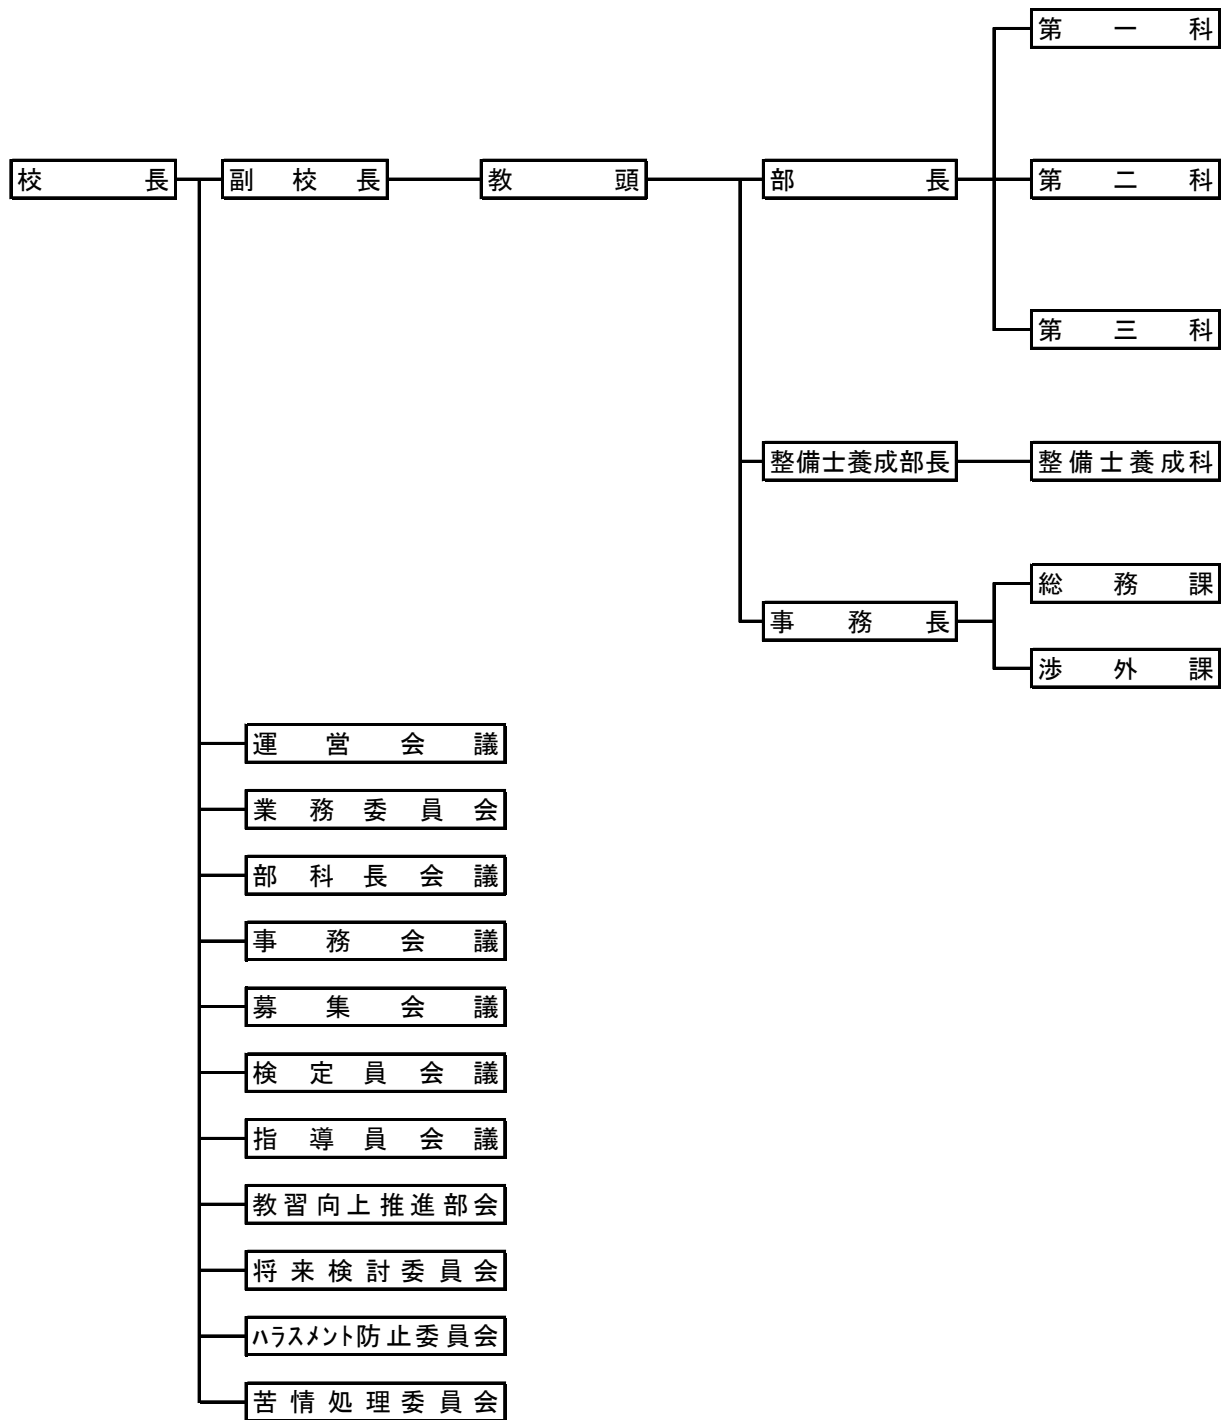 第一科
校長 副校長 教頭 部長 第二科
第三科
整備士養成部長 整備士養成科
総務課
事務長
渉外課
運営会議
業務委員会
部科長会議
事務会議
募集会議
検定員会議
指導員会議
教習向上推進部会
将来検討委員会
ﾊﾗｽﾒﾝﾄ防止委員会
苦情処理委員会